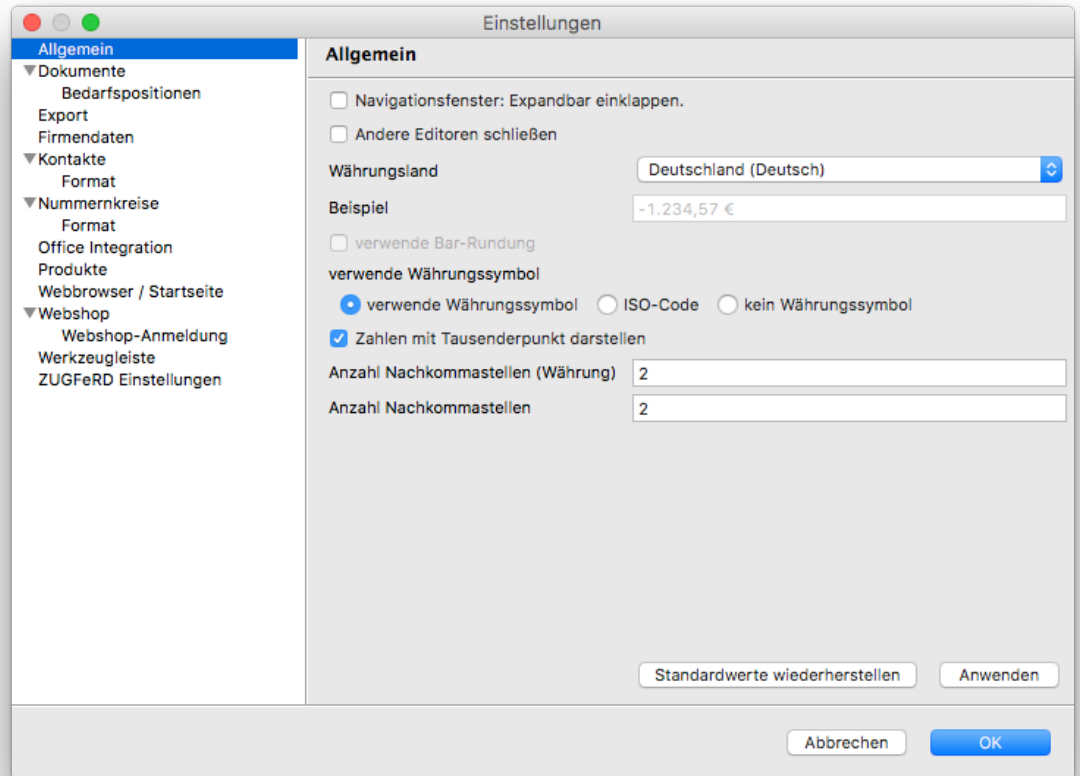 Einstellungen
Allgemein
Dokumente
Bedarfspositionen
Export
Firmendaten
Kontakte
Format
Nummernkreise
Format
Office Integration
Produkte
Webbrowser / Startseite
Webshop
Webshop-Anmeldung
Werkzeugleiste
ZUGFeRD Einstellungen
Allgemein
Navigationsfenster: Expandbar einklappen.
Andere Editoren schließen
Währungsland Deutschland (Deutsch)
Beispiel -1.234,57 €
verwende Bar-Rundung
verwende Währungssymbol
verwende Währungssymbol ISO-Code kein Währungssymbol
Zahlen mit Tausenderpunkt darstellen
Anzahl Nachkommastellen (Währung) 2
Anzahl Nachkommastellen 2
Standardwerte wiederherstellen Anwenden
Abbrechen OK